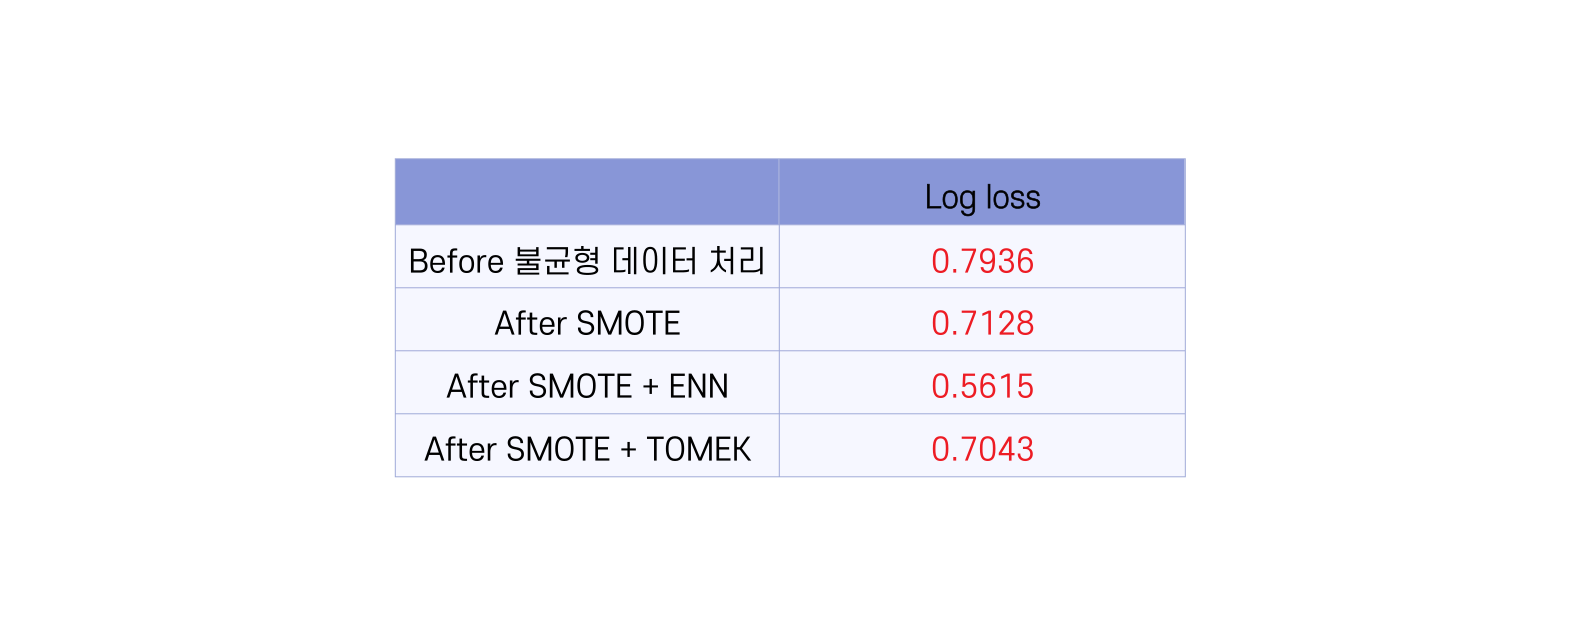 Log loss
Before 불균형 데이터 처리 0.7936
After SMOTE 0.7128
After SMOTE + ENN 0.5615
After SMOTE + TOMEK 0.7043